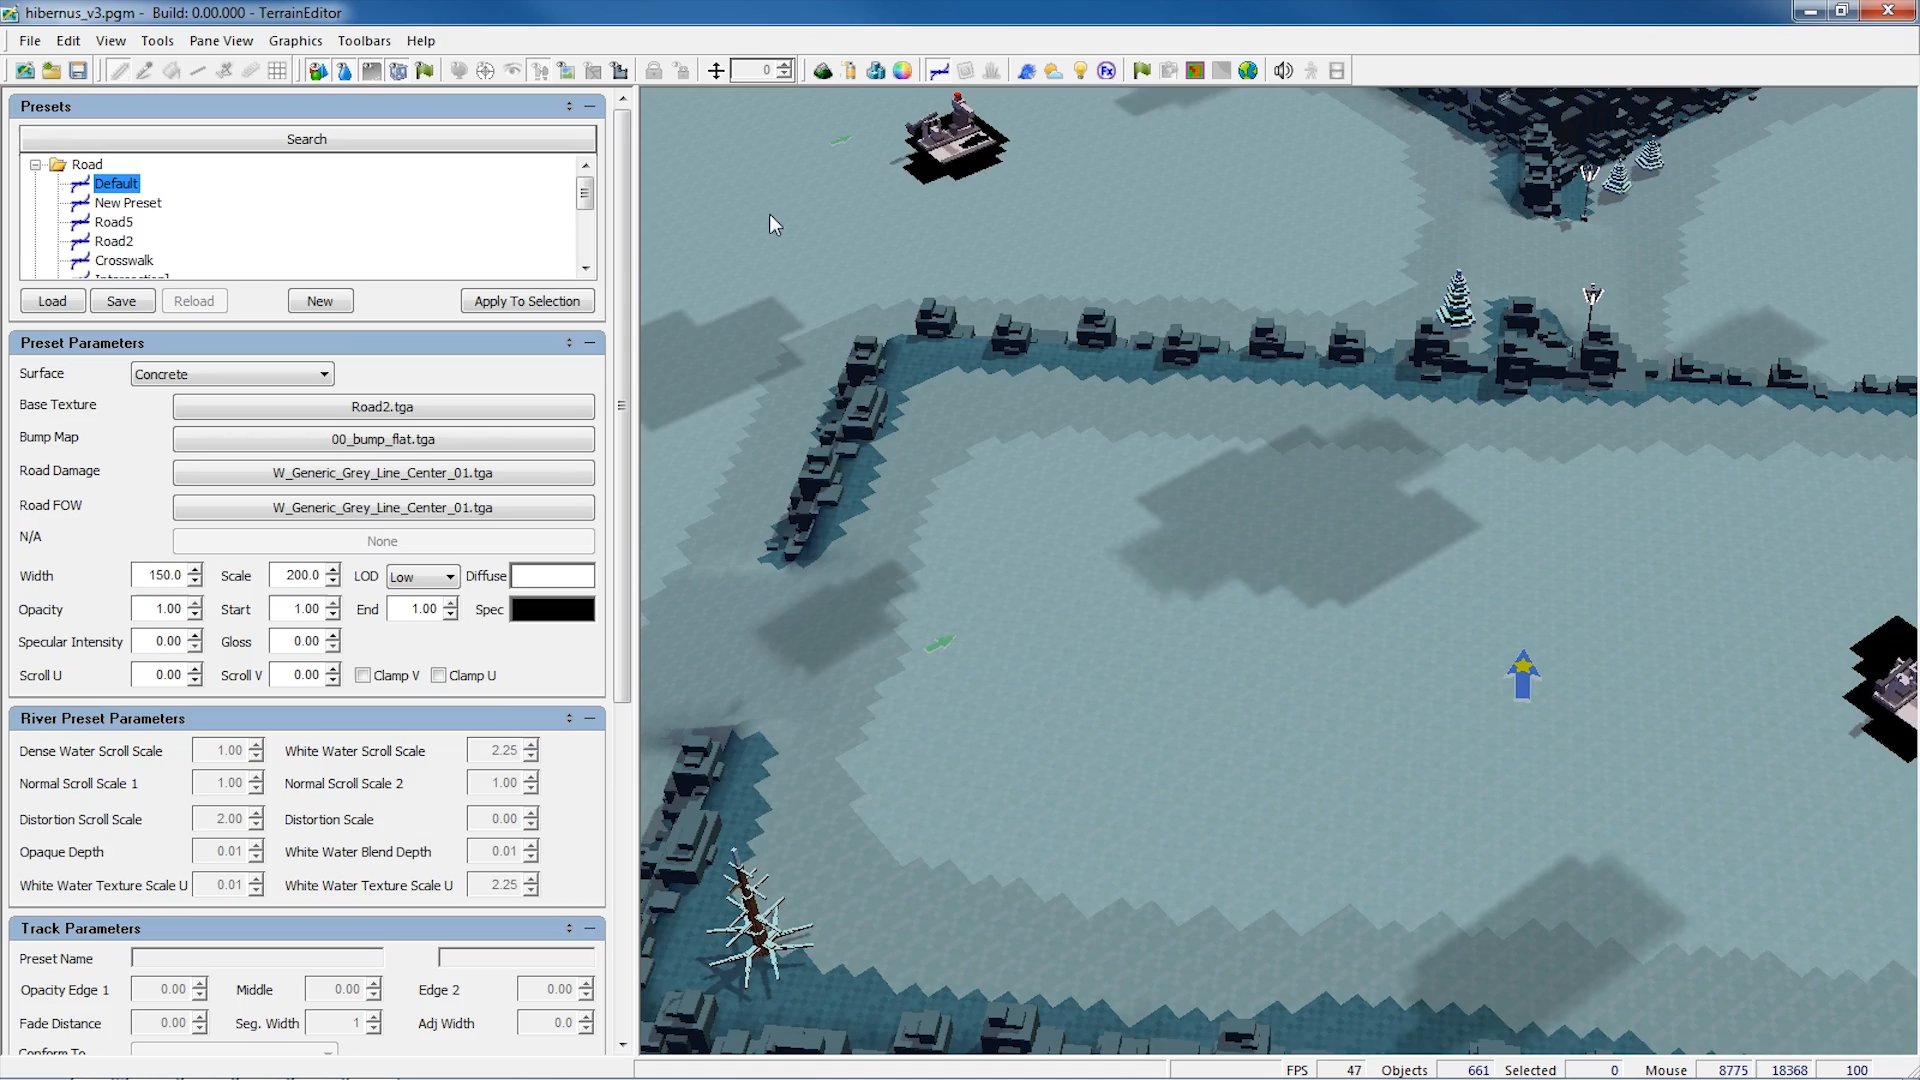 hibernus_v3.pgm - Build: 0.00.000 - TerrainEditor
File Edit View Tools Pane View Graphics Toolbars Help
0 Fx
Presets
Search
Road
Default
New Preset
Road5
Road2
Crosswalk
Load Save Reload New Apply To Selection
Preset Parameters
Surface Concrete
Base Texture Road2.tga
Bump Map 00_bump_flat.tga
Road Damage W_Generic_Grey_Line_Center_01.tga
Road FOW W_Generic_Grey_Line_Center_01.tga
N/A None
Width 150.0 Scale 200.0 LOD Low Diffuse
Opacity 1.00 Start 1.00 End 1.00 Spec
Specular Intensity 0.00 Gloss 0.00
Scroll U 0.00 Scroll V 0.00 Clamp V Clamp U
River Preset Parameters
Dense Water Scroll Scale 1.00 White Water Scroll Scale 2.25
Normal Scroll Scale 1 1.00 Normal Scroll Scale 2 1.00
Distortion Scroll Scale 2.00 Distortion Scale 0.00
Opaque Depth 0.01 White Water Blend Depth 0.01
White Water Texture Scale U 0.01 White Water Texture Scale U 2.25
Track Parameters
Preset Name
Opacity Edge 1 0.00 Middle 0.00 Edge 2 0.00
Fade Distance 0.00 Seg. Width 1 Adj Width 0.0
Conform To
FPS 47 Objects 661 Selected 0 Mouse 8775 18368 100